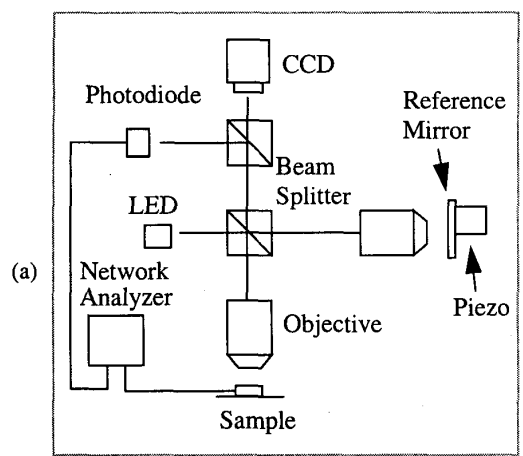 CCD
Photodiode
Reference
Mirror
Beam
Splitter
LED
(a)
Network
Analyzer
Objective
Piezo
Sample